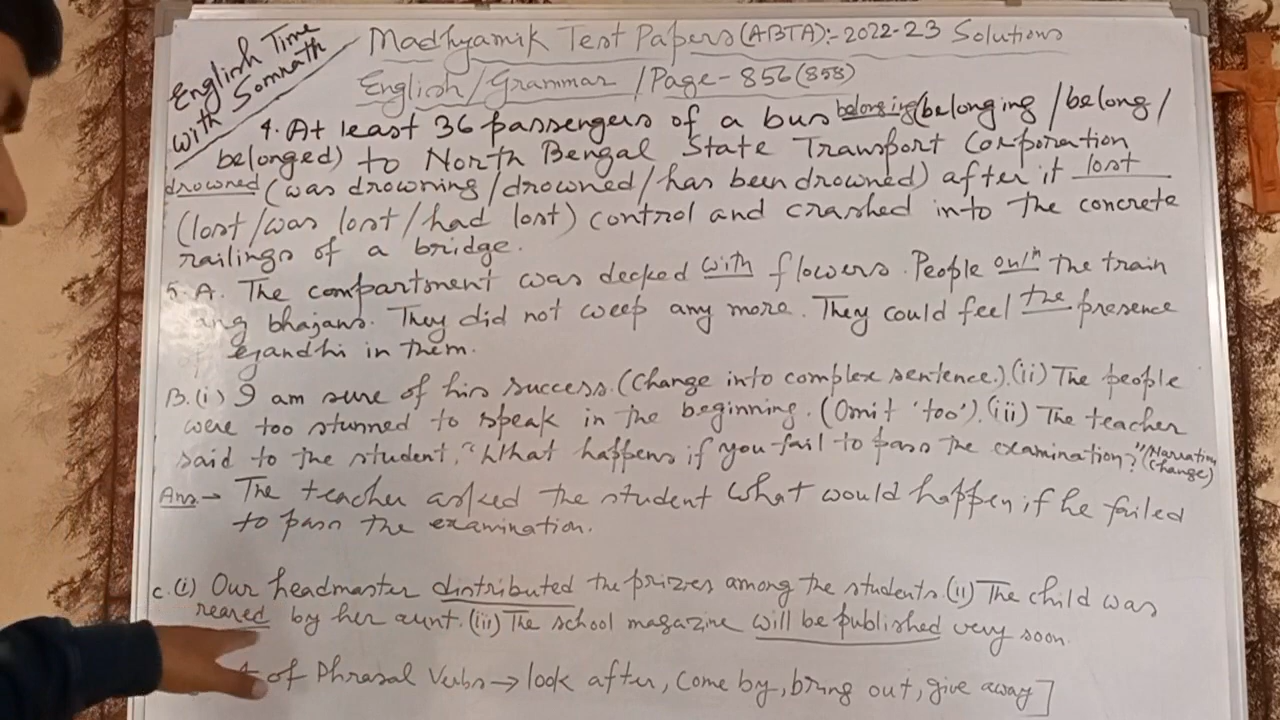 English Time
with Somnath
Madhyamik Test Papers (ABTA):- 2022-23 Solutions
English/Grammar /Page-856(858)
4. At least 36 passengers of a bus belonging (belonging /belong/
belonged) to North Bengal State Transport Corporation
drowned (was drowning/drowned/has been drowned) after it lost
(lost/was lost/had lost) control and crashed into the concrete
railings of a bridge.
5. A. The compartment was decked with flowers. People on/in the train
ang bhajans. They did not weep any more. They could feel the presence
of Gandhi in them.
B. (i) I am sure of his success. (Change into complex sentence.) (ii) The people
were too stunned to speak in the beginning. (Omit 'too'). (iii) The teacher
said to the student, "What happens if you fail to pass the examination?" (Narration Change)
Ans→ The teacher asked the student what would happen if he failed
to pass the examination.
C. (i) Our headmaster distributed the prizes among the students. (ii) The child was
reared by her aunt. (iii) The school magazine will be published very soon.
of Phrasal Verbs→ look after, come by, bring out, give away]